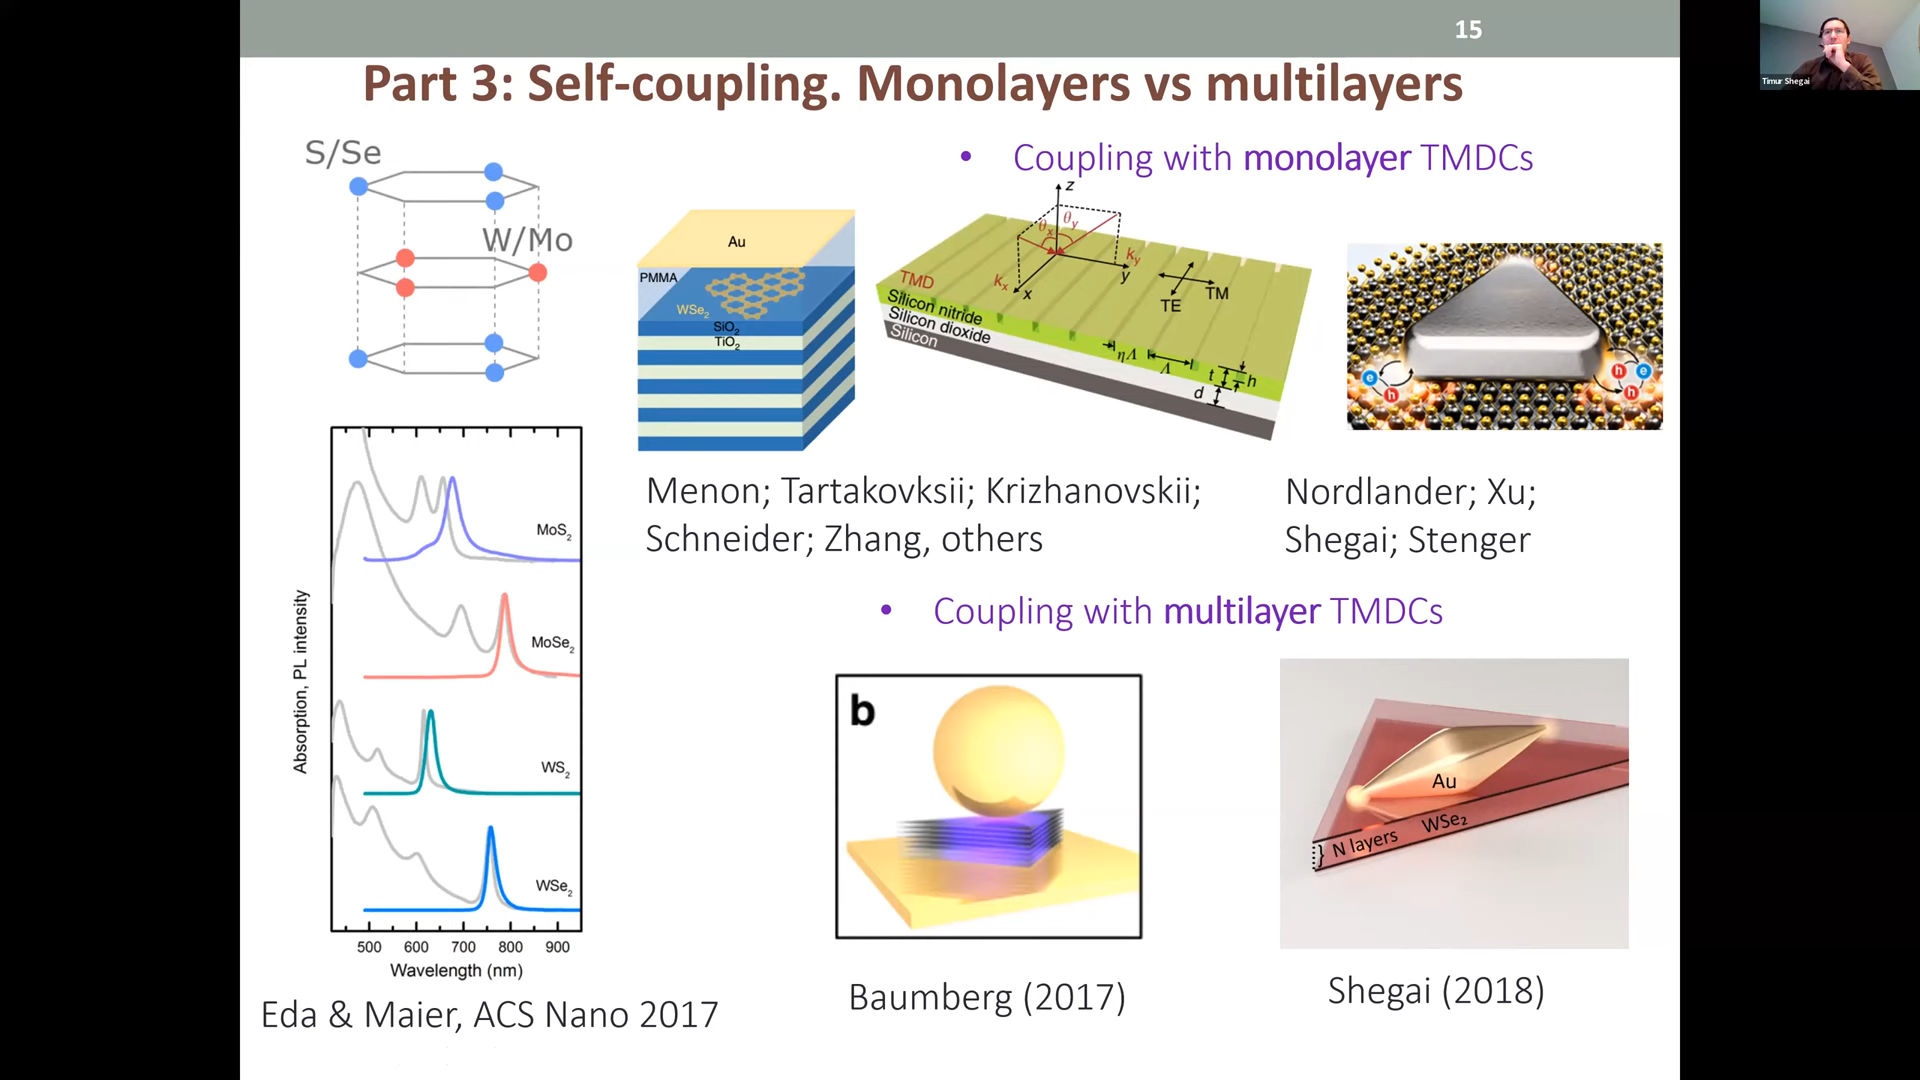 15
Timur Shegai
Part 3: Self-coupling. Monolayers vs multilayers
S/Se
W/Mo
• Coupling with monolayer TMDCs
Au
PMMA
WSe2
SiO2
TiO2
z
θx
θy
kx
ky
x
y
TE
TM
TMD
Silicon nitride
Silicon dioxide
Silicon
ηΛ
Λ
t
h
d
e
h
h
e
h
Menon; Tartakovksii; Krizhanovskii;
Schneider; Zhang, others
Nordlander; Xu;
Shegai; Stenger
• Coupling with multilayer TMDCs
Absorption, PL intensity
MoS2
MoSe2
WS2
WSe2
500 600 700 800 900
Wavelength (nm)
Eda & Maier, ACS Nano 2017
b
Baumberg (2017)
Au
N layers WSe2
Shegai (2018)